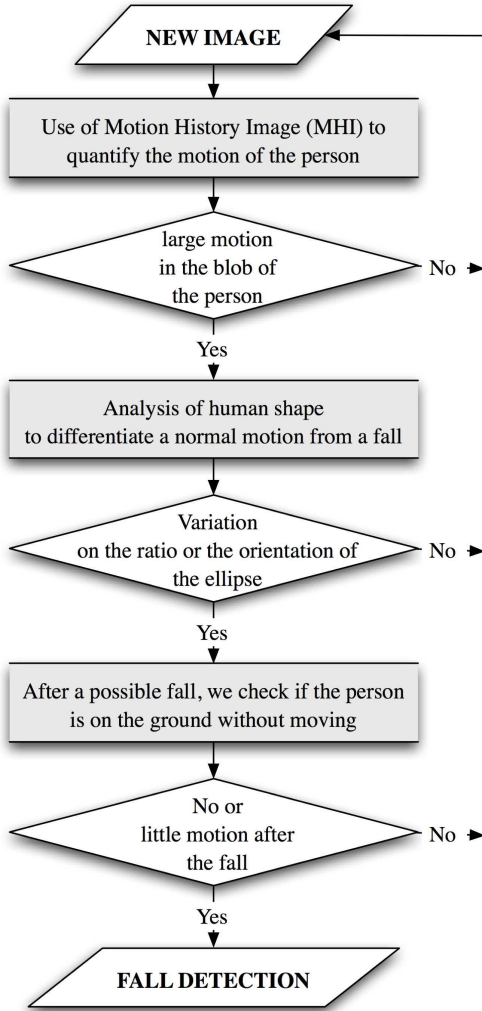 NEW IMAGE
Use of Motion History Image (MHI) to
quantify the motion of the person
large motion
in the blob of
the person
No
Yes
Analysis of human shape
to differentiate a normal motion from a fall
Variation
on the ratio or the orientation of
the ellipse
No
Yes
After a possible fall, we check if the person
is on the ground without moving
No or
little motion after
the fall
No
Yes
FALL DETECTION